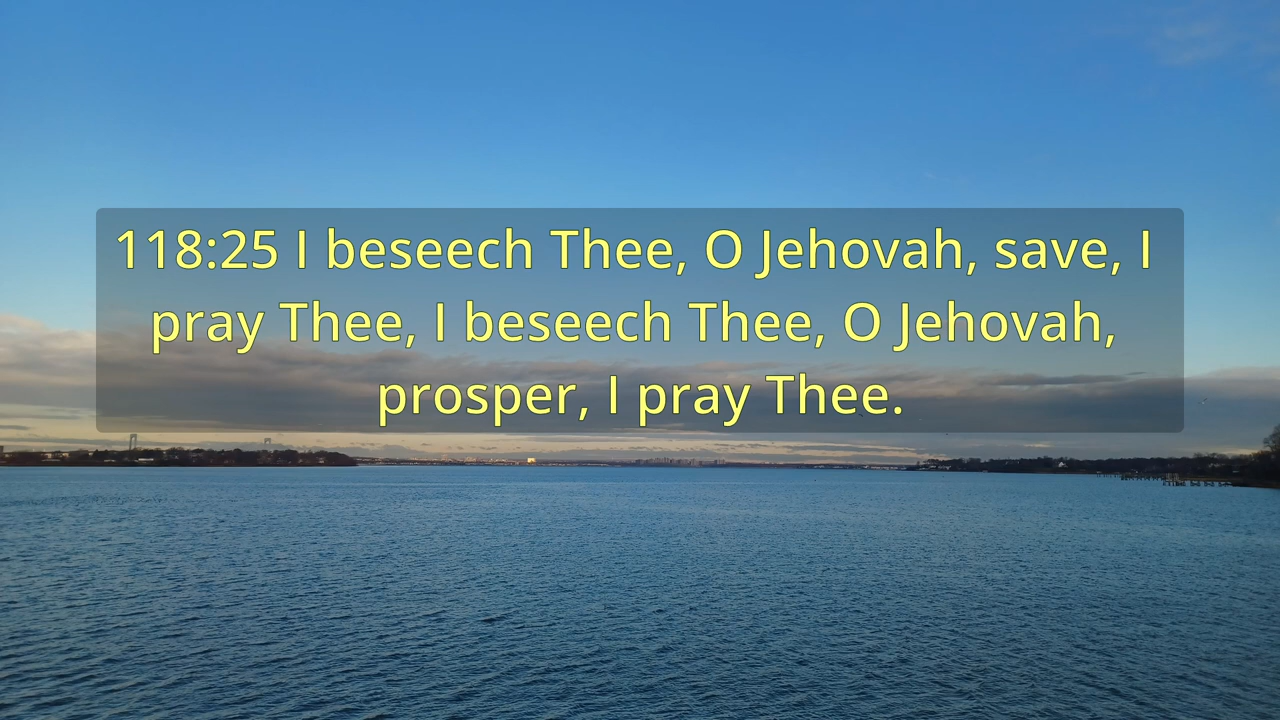 118:25 I beseech Thee, O Jehovah, save, I
pray Thee, I beseech Thee, O Jehovah,
prosper, I pray Thee.